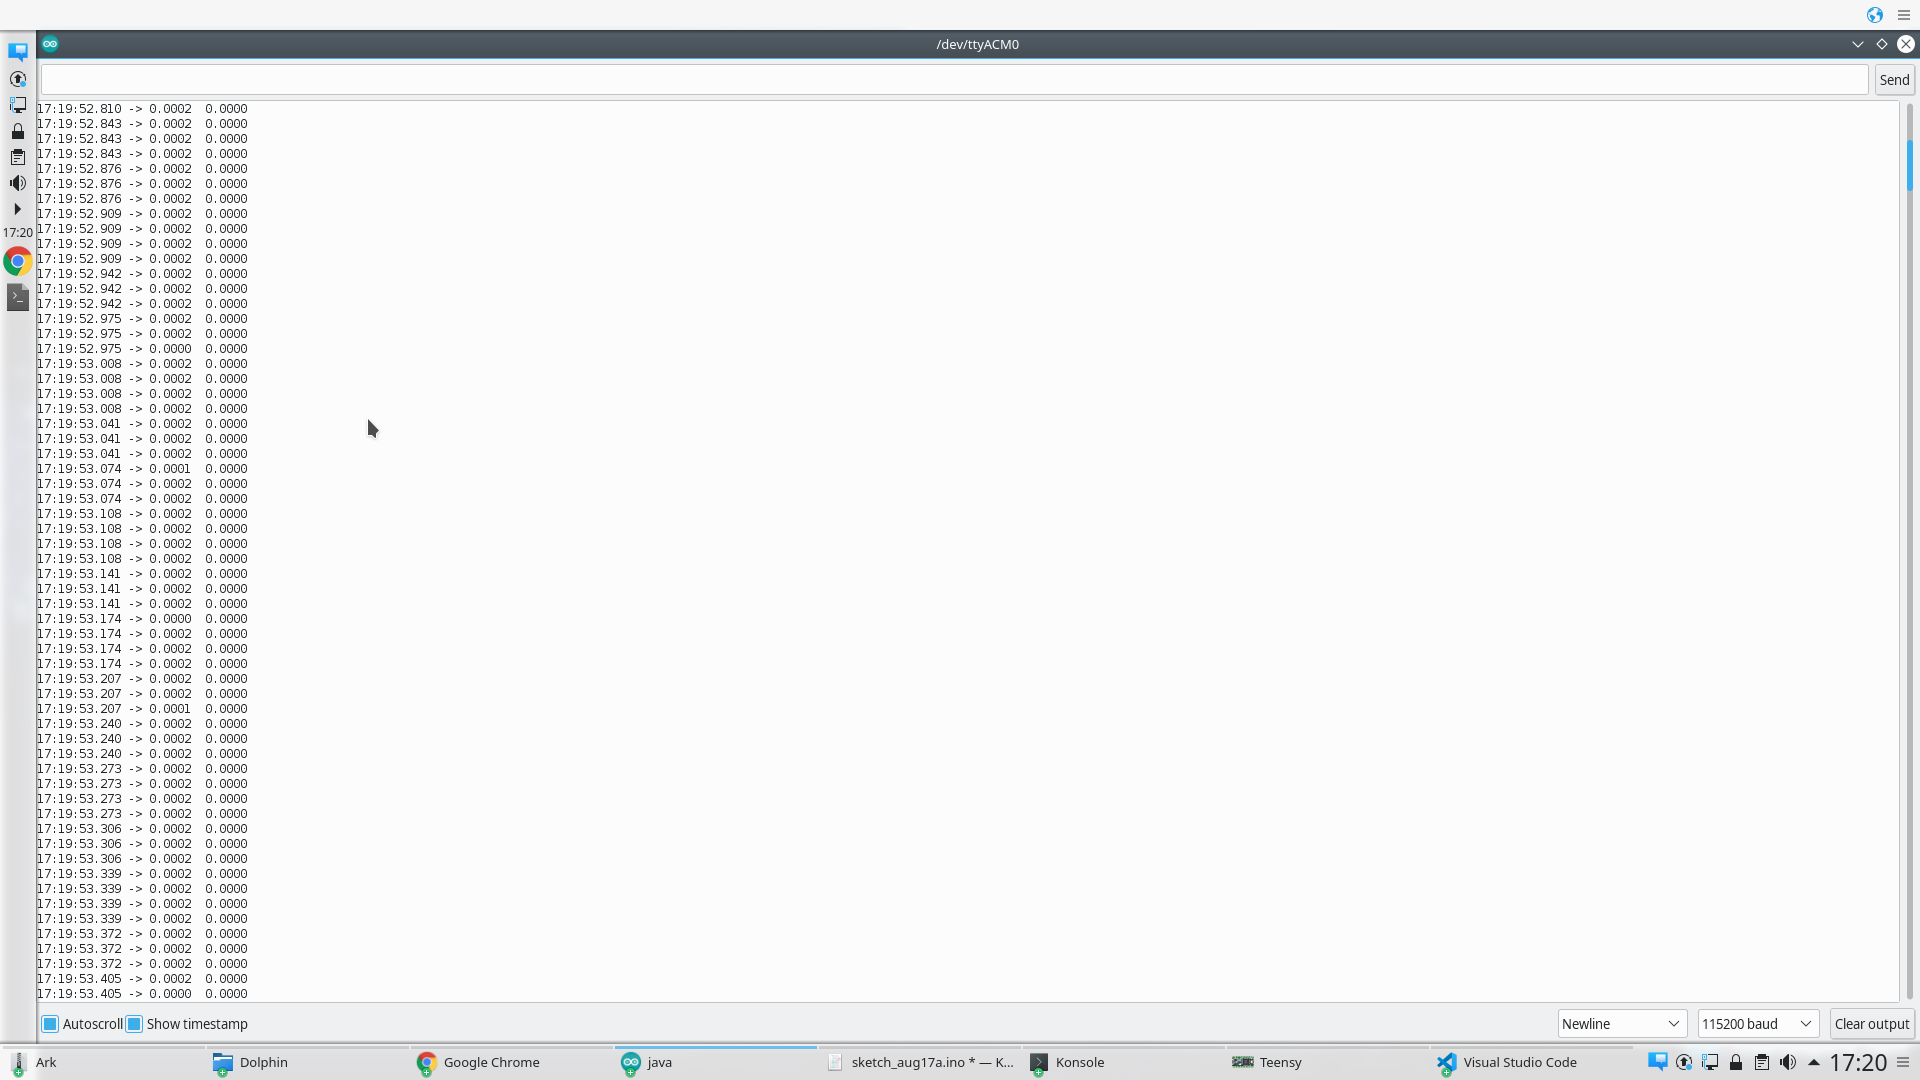 /dev/ttyACM0
Send
17:19:52.810 -> 0.0002  0.0000
17:19:52.843 -> 0.0002  0.0000
17:19:52.843 -> 0.0002  0.0000
17:19:52.843 -> 0.0002  0.0000
17:19:52.876 -> 0.0002  0.0000
17:19:52.876 -> 0.0002  0.0000
17:19:52.876 -> 0.0002  0.0000
17:19:52.909 -> 0.0002  0.0000
17:19:52.909 -> 0.0002  0.0000
17:19:52.909 -> 0.0002  0.0000
17:19:52.909 -> 0.0002  0.0000
17:19:52.942 -> 0.0002  0.0000
17:19:52.942 -> 0.0002  0.0000
17:19:52.942 -> 0.0002  0.0000
17:19:52.975 -> 0.0002  0.0000
17:19:52.975 -> 0.0002  0.0000
17:19:52.975 -> 0.0000  0.0000
17:19:53.008 -> 0.0002  0.0000
17:19:53.008 -> 0.0002  0.0000
17:19:53.008 -> 0.0002  0.0000
17:19:53.008 -> 0.0002  0.0000
17:19:53.041 -> 0.0002  0.0000
17:19:53.041 -> 0.0002  0.0000
17:19:53.041 -> 0.0002  0.0000
17:19:53.074 -> 0.0001  0.0000
17:19:53.074 -> 0.0002  0.0000
17:19:53.074 -> 0.0002  0.0000
17:19:53.108 -> 0.0002  0.0000
17:19:53.108 -> 0.0002  0.0000
17:19:53.108 -> 0.0002  0.0000
17:19:53.108 -> 0.0002  0.0000
17:19:53.141 -> 0.0002  0.0000
17:19:53.141 -> 0.0002  0.0000
17:19:53.141 -> 0.0002  0.0000
17:19:53.174 -> 0.0000  0.0000
17:19:53.174 -> 0.0002  0.0000
17:19:53.174 -> 0.0002  0.0000
17:19:53.174 -> 0.0002  0.0000
17:19:53.207 -> 0.0002  0.0000
17:19:53.207 -> 0.0002  0.0000
17:19:53.207 -> 0.0001  0.0000
17:19:53.240 -> 0.0002  0.0000
17:19:53.240 -> 0.0002  0.0000
17:19:53.240 -> 0.0002  0.0000
17:19:53.273 -> 0.0002  0.0000
17:19:53.273 -> 0.0002  0.0000
17:19:53.273 -> 0.0002  0.0000
17:19:53.273 -> 0.0002  0.0000
17:19:53.306 -> 0.0002  0.0000
17:19:53.306 -> 0.0002  0.0000
17:19:53.306 -> 0.0002  0.0000
17:19:53.339 -> 0.0002  0.0000
17:19:53.339 -> 0.0002  0.0000
17:19:53.339 -> 0.0002  0.0000
17:19:53.339 -> 0.0002  0.0000
17:19:53.372 -> 0.0002  0.0000
17:19:53.372 -> 0.0002  0.0000
17:19:53.372 -> 0.0002  0.0000
17:19:53.405 -> 0.0002  0.0000
17:19:53.405 -> 0.0000  0.0000
17:20
Autoscroll Show timestamp Newline 115200 baud Clear output
Ark Dolphin Google Chrome java sketch_aug17a.ino * — K... Konsole Teensy Visual Studio Code 17:20